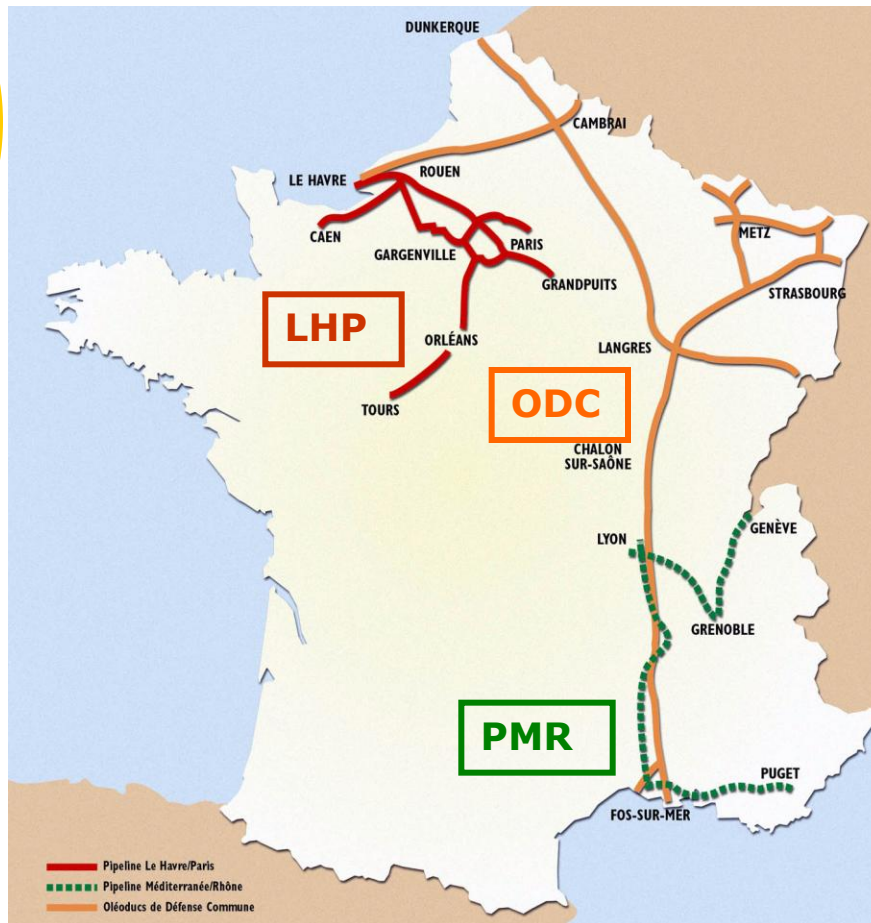 DUNKERQUE
CAMBRAI
ROUEN
LE HAVRE
CAEN
GARGENVILLE
PARIS
METZ
GRANDPUITS
STRASBOURG
LHP
ORLÉANS
LANGRES
TOURS
ODC
CHALON
SUR-SAÔNE
GENÈVE
LYON
GRENOBLE
PMR
PUGET
FOS-SUR-MER
Pipeline Le Havre/Paris
Pipeline Méditerranée/Rhône
Oléoducs de Défense Commune